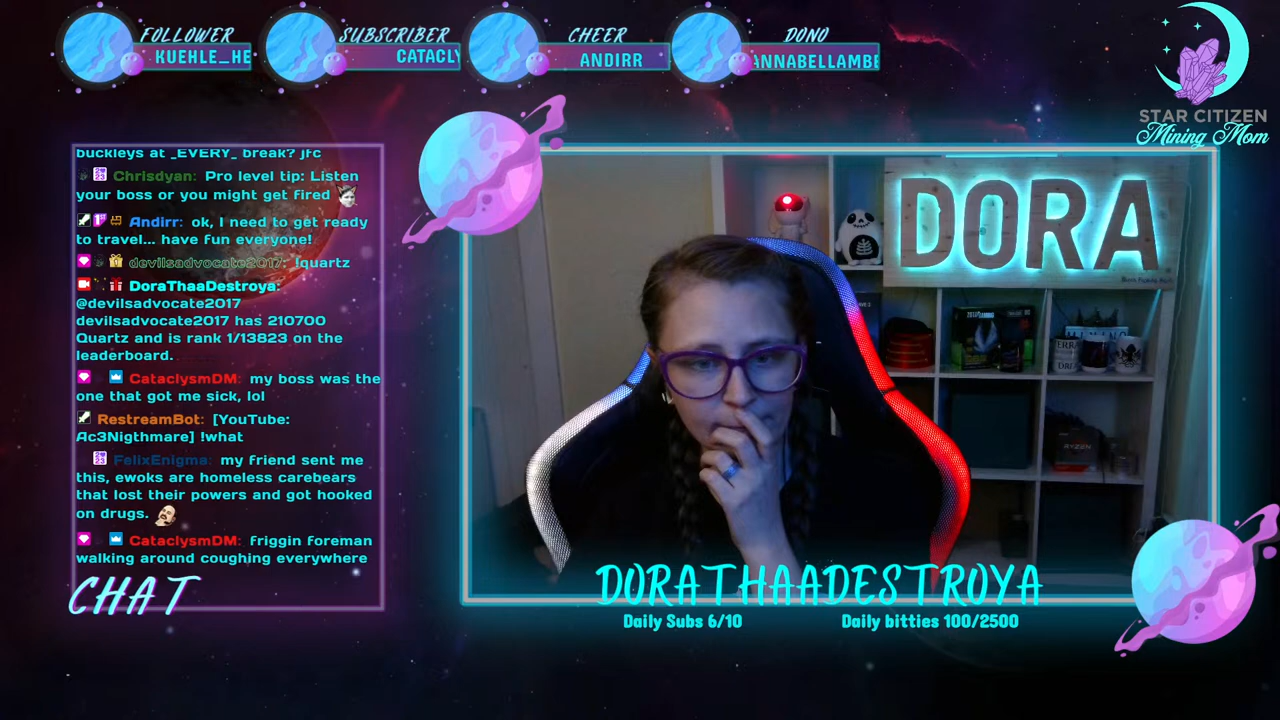 FOLLOWER
KUEHLE_HE
SUBSCRIBER
CATACLY
CHEER
ANDIRR
DONO
ANNABELLAMBE
STAR CITIZEN
Mining Mom
buckleys at _EVERY_ break? jfc
Chrisdyan: Pro level tip: Listen
your boss or you might get fired
Andirr: ok, I need to get ready
to travel... have fun everyone!
devilsadvocate2017: !quartz
DoraThaaDestroya:
@devilsadvocate2017
devilsadvocate2017 has 210700
Quartz and is rank 1/13823 on the
leaderboard.
CataclysmDM: my boss was the
one that got me sick, lol
RestreamBot: [YouTube:
Ac3Nigthmare] !what
FelixEnigma: my friend sent me
this, ewoks are homeless carebears
that lost their powers and got hooked
on drugs.
CataclysmDM: friggin foreman
walking around coughing everywhere
CHAT
DORA
RYZEN
DORATHAADESTROYA
Daily Subs 6/10
Daily bitties 100/2500